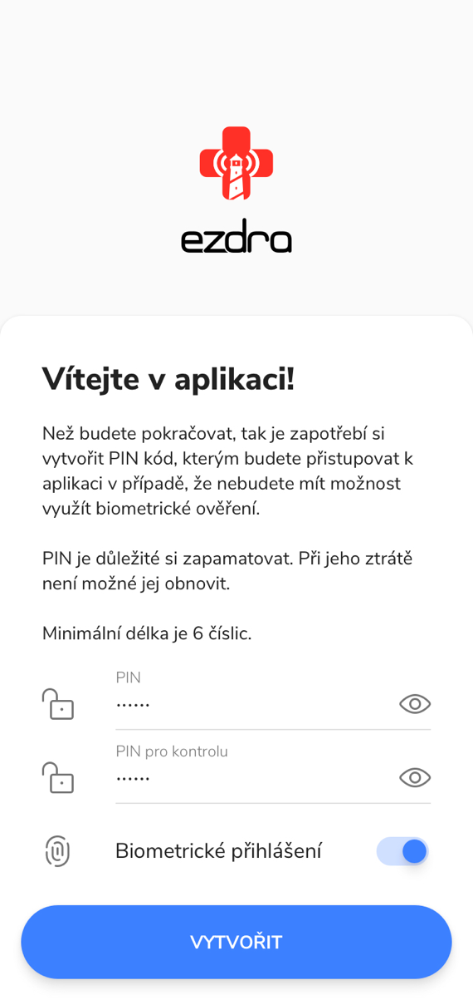 ezdra
Vítejte v aplikaci!
Než budete pokračovat, tak je zapotřebí si
vytvořit PIN kód, kterým budete přistupovat k
aplikaci v případě, že nebudete mít možnost
využít biometrické ověření.
PIN je důležité si zapamatovat. Při jeho ztrátě
není možné jej obnovit.
Minimální délka je 6 číslic.
PIN
••••••
PIN pro kontrolu
••••••
Biometrické přihlášení
VYTVOŘIT